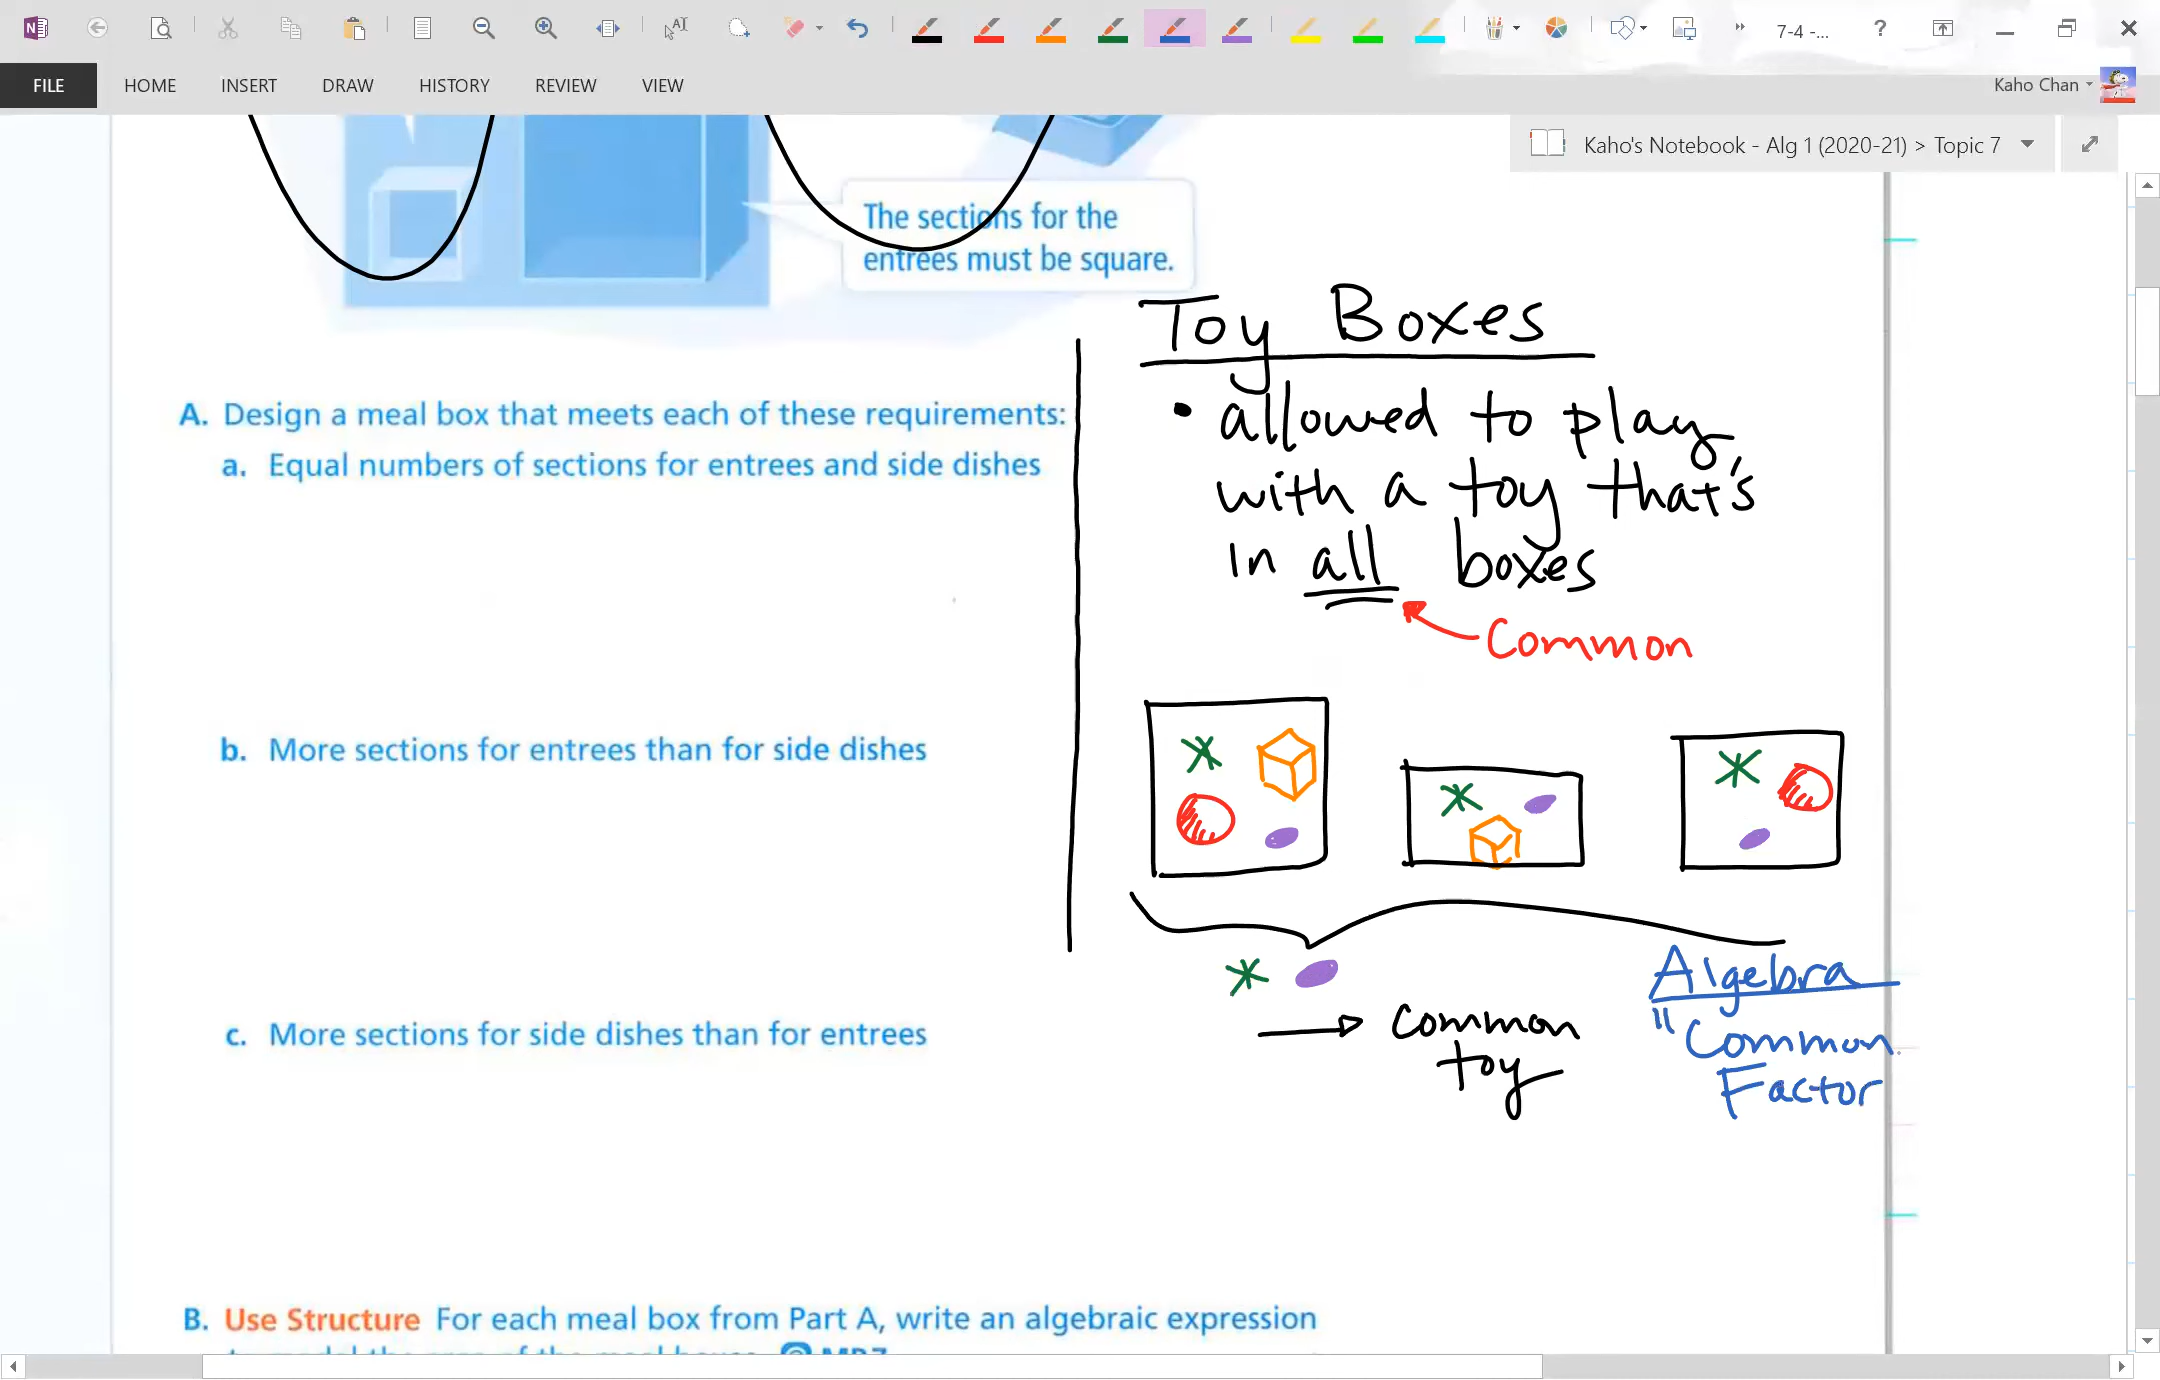 7-4 -...
?
FILE
HOME
INSERT
DRAW
HISTORY
REVIEW
VIEW
Kaho Chan
Kaho's Notebook - Alg 1 (2020-21) > Topic 7
The sections for the
entrees must be square.
A. Design a meal box that meets each of these requirements:
a. Equal numbers of sections for entrees and side dishes
b. More sections for entrees than for side dishes
c. More sections for side dishes than for entrees
Toy Boxes
• allowed to play
with a toy that's
in all boxes
Common
Common
toy
Algebra
"Common
Factor
B. Use Structure For each meal box from Part A, write an algebraic expression